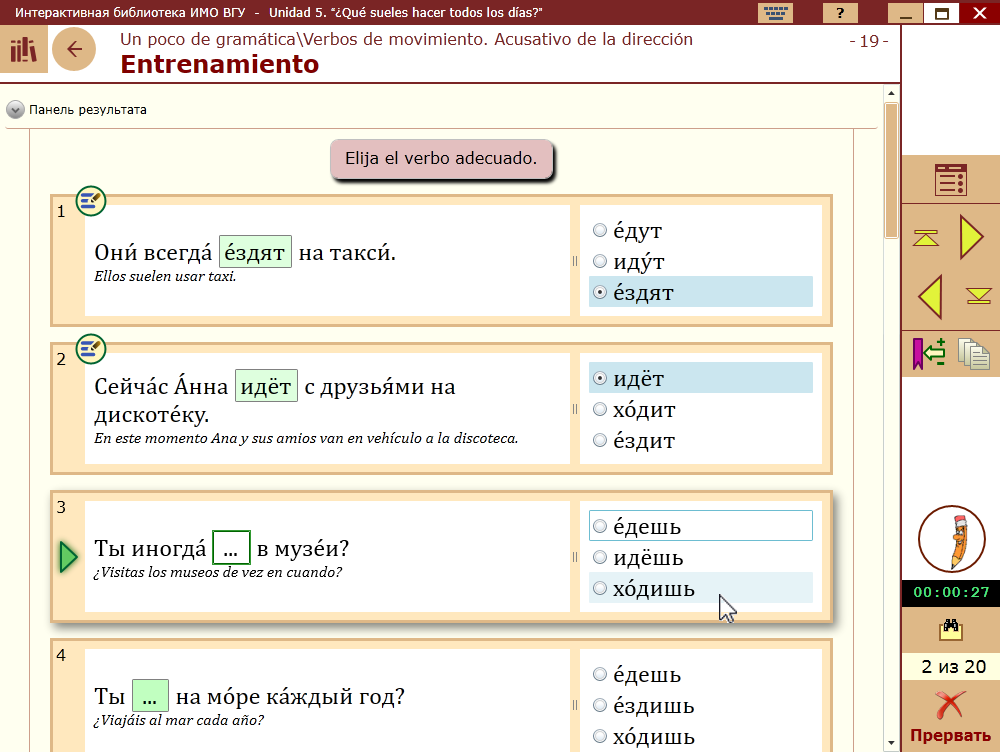 Интерактивная библиотека ИМО ВГУ - Unidad 5. "¿Qué sueles hacer todos los días?"
?
Un poco de gramática\Verbos de movimiento. Acusativo de la dirección
- 19 -
Entrenamiento
Панель результата
Elija el verbo adecuado.
1
Они́ всегда́ е́здят на такси́.
Ellos suelen usar taxi.
е́дут
иду́т
е́здят
2
Сейча́с А́нна идёт с друзья́ми на
дискоте́ку.
En este momento Ana y sus amios van en vehículo a la discoteca.
идёт
хо́дит
е́здит
3
Ты иногда́ ... в музе́и?
¿Visitas los museos de vez en cuando?
е́дешь
идёшь
хо́дишь
00:00:27
2 из 20
4
Ты ... на мо́ре ка́ждый год?
¿Viajáis al mar cada año?
е́дешь
е́здишь
хо́дишь
Прервать